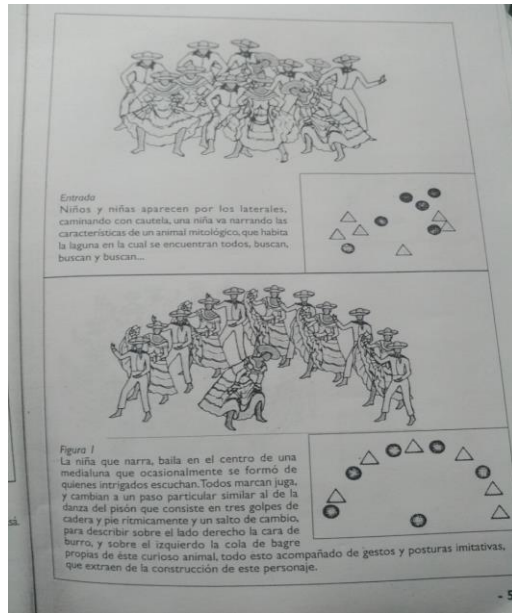 Entrada
Niños y niñas aparecen por los laterales,
caminando con cautela, una niña va narrando las
características de un animal mitológico, que habita
la laguna en la cual se encuentran todos, buscan,
buscan y buscan...
Figura 1
La niña que narra, baila en el centro de una
medialuna que ocasionalmente se formó de
quienes intrigados escuchan. Todos marcan juga,
y cambian a un paso particular similar al de la
danza del pisón que consiste en tres golpes de
cadera y pie rítmicamente y un salto de cambio,
para describir sobre el lado derecho la cara de
burro, y sobre el izquierdo la cola de bagre
propias de éste curioso animal, todo esto acompañado de gestos y posturas imitativas,
que extraen de la construcción de este personaje.